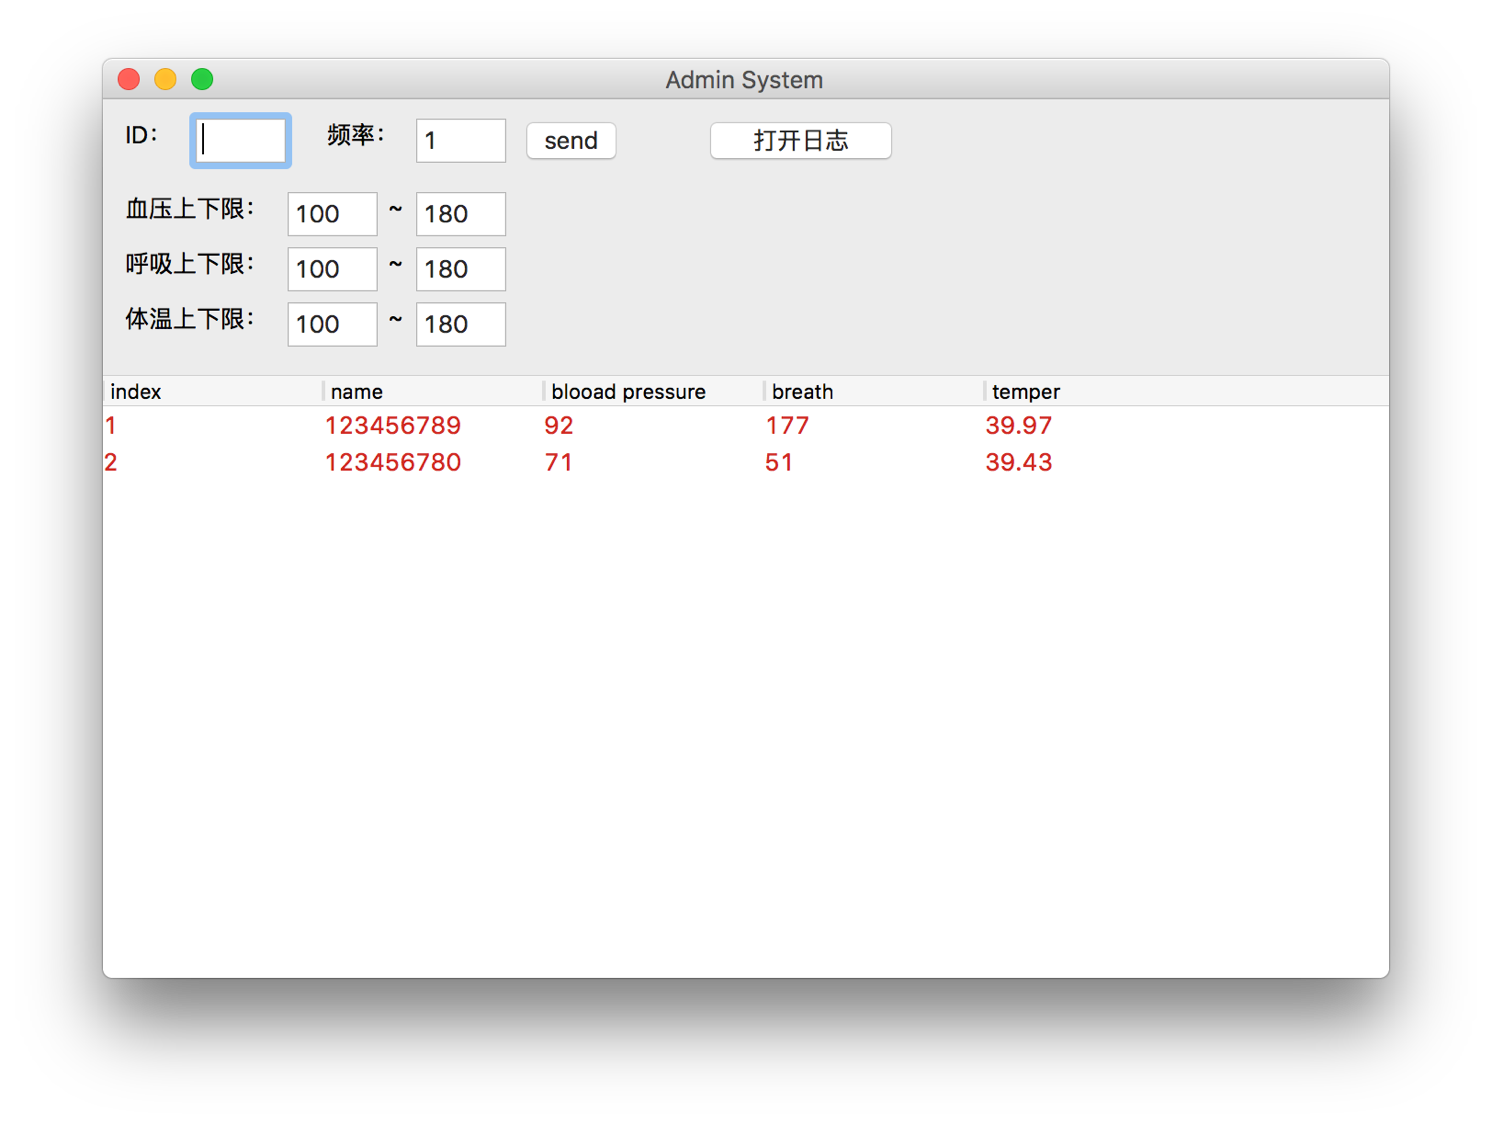 Admin System
ID： 频率： 1 send 打开日志
血压上下限： 100 ~ 180
呼吸上下限： 100 ~ 180
体温上下限： 100 ~ 180
index name blooad pressure breath temper
1 123456789 92 177 39.97
2 123456780 71 51 39.43